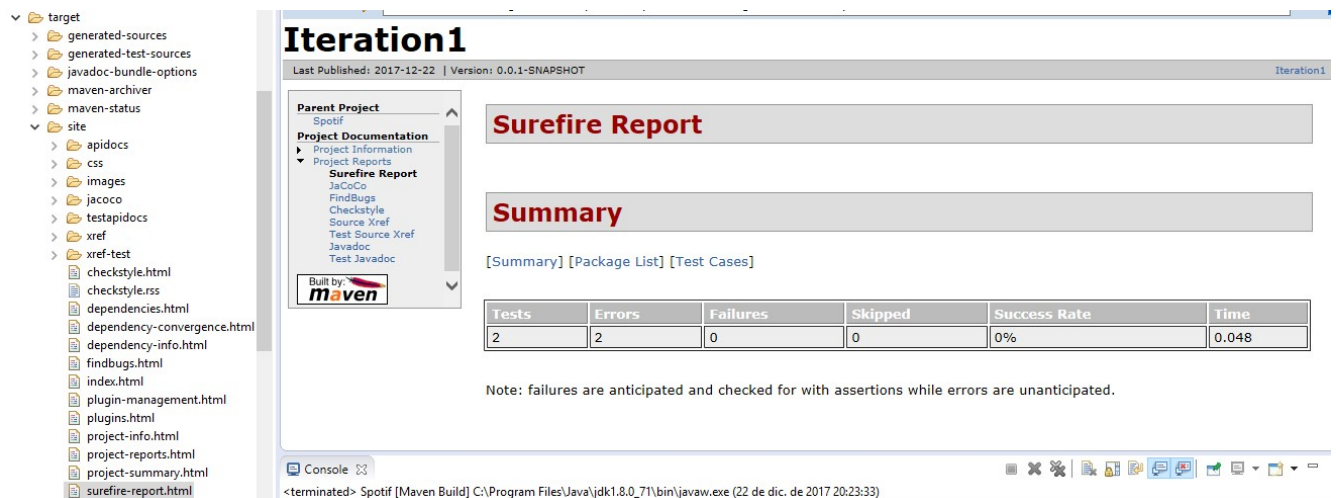 target
generated-sources
generated-test-sources
javadoc-bundle-options
maven-archiver
maven-status
site
apidocs
css
images
jacoco
testapidocs
xref
xref-test
checkstyle.html
checkstyle.rss
dependencies.html
dependency-convergence.html
dependency-info.html
findbugs.html
index.html
plugin-management.html
plugins.html
project-info.html
project-reports.html
project-summary.html
surefire-report.html
Iteration1
Last Published: 2017-12-22 | Version: 0.0.1-SNAPSHOT Iteration1
Parent Project
Spotif
Project Documentation
Project Information
Project Reports
Surefire Report
JaCoCo
FindBugs
Checkstyle
Source Xref
Test Source Xref
Javadoc
Test Javadoc
Built by:
maven
Surefire Report
Summary
[Summary] [Package List] [Test Cases]
Tests Errors Failures Skipped Success Rate Time
2 2 0 0 0% 0.048
Note: failures are anticipated and checked for with assertions while errors are unanticipated.
Console
<terminated> Spotif [Maven Build] C:\Program Files\Java\jdk1.8.0_71\bin\javaw.exe (22 de dic. de 2017 20:23:33)